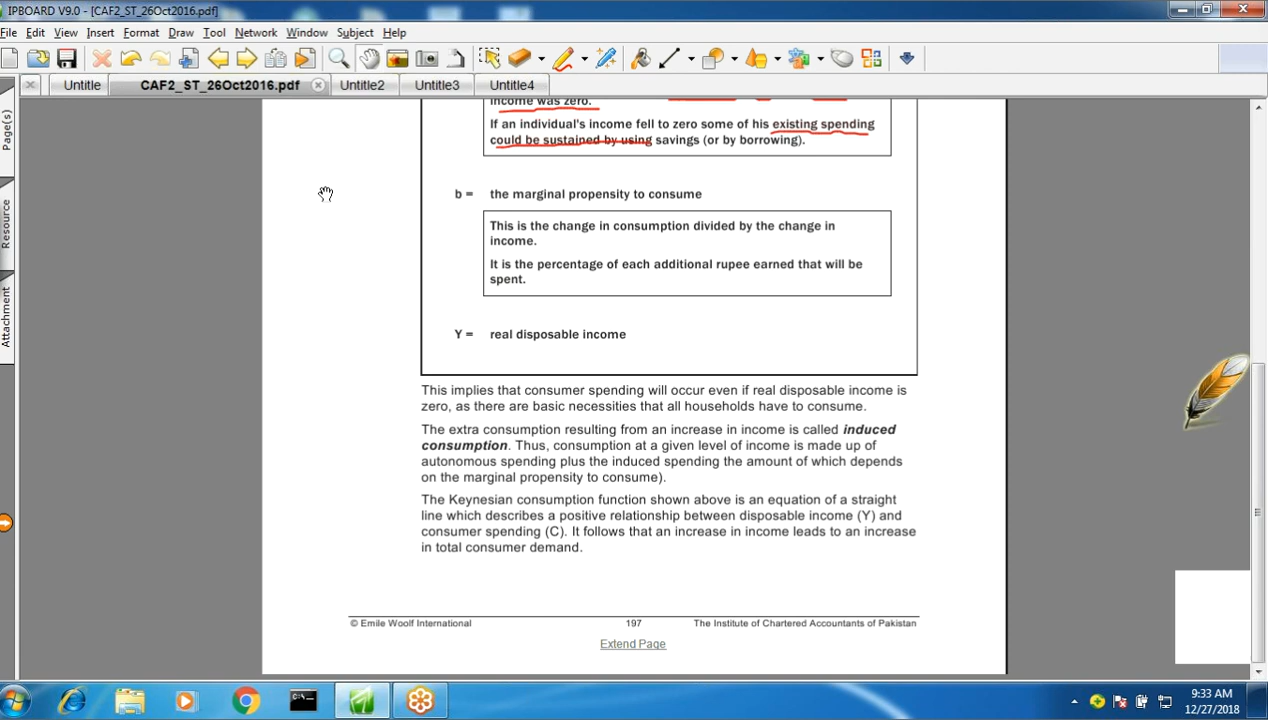 IPBOARD V9.0 - [CAF2_ST_26Oct2016.pdf]
File Edit View Insert Format Draw Tool Network Window Subject Help
Untitle CAF2_ST_26Oct2016.pdf Untitle2 Untitle3 Untitle4
Page(s)
Resource
Attachment
income was zero.
If an individual's income fell to zero some of his existing spending
could be sustained by using savings (or by borrowing).
b = the marginal propensity to consume
This is the change in consumption divided by the change in
income.
It is the percentage of each additional rupee earned that will be
spent.
Y = real disposable income
This implies that consumer spending will occur even if real disposable income is
zero, as there are basic necessities that all households have to consume.
The extra consumption resulting from an increase in income is called induced
consumption. Thus, consumption at a given level of income is made up of
autonomous spending plus the induced spending the amount of which depends
on the marginal propensity to consume).
The Keynesian consumption function shown above is an equation of a straight
line which describes a positive relationship between disposable income (Y) and
consumer spending (C). It follows that an increase in income leads to an increase
in total consumer demand.
© Emile Woolf International 197 The Institute of Chartered Accountants of Pakistan
Extend Page
9:33 AM
12/27/2018